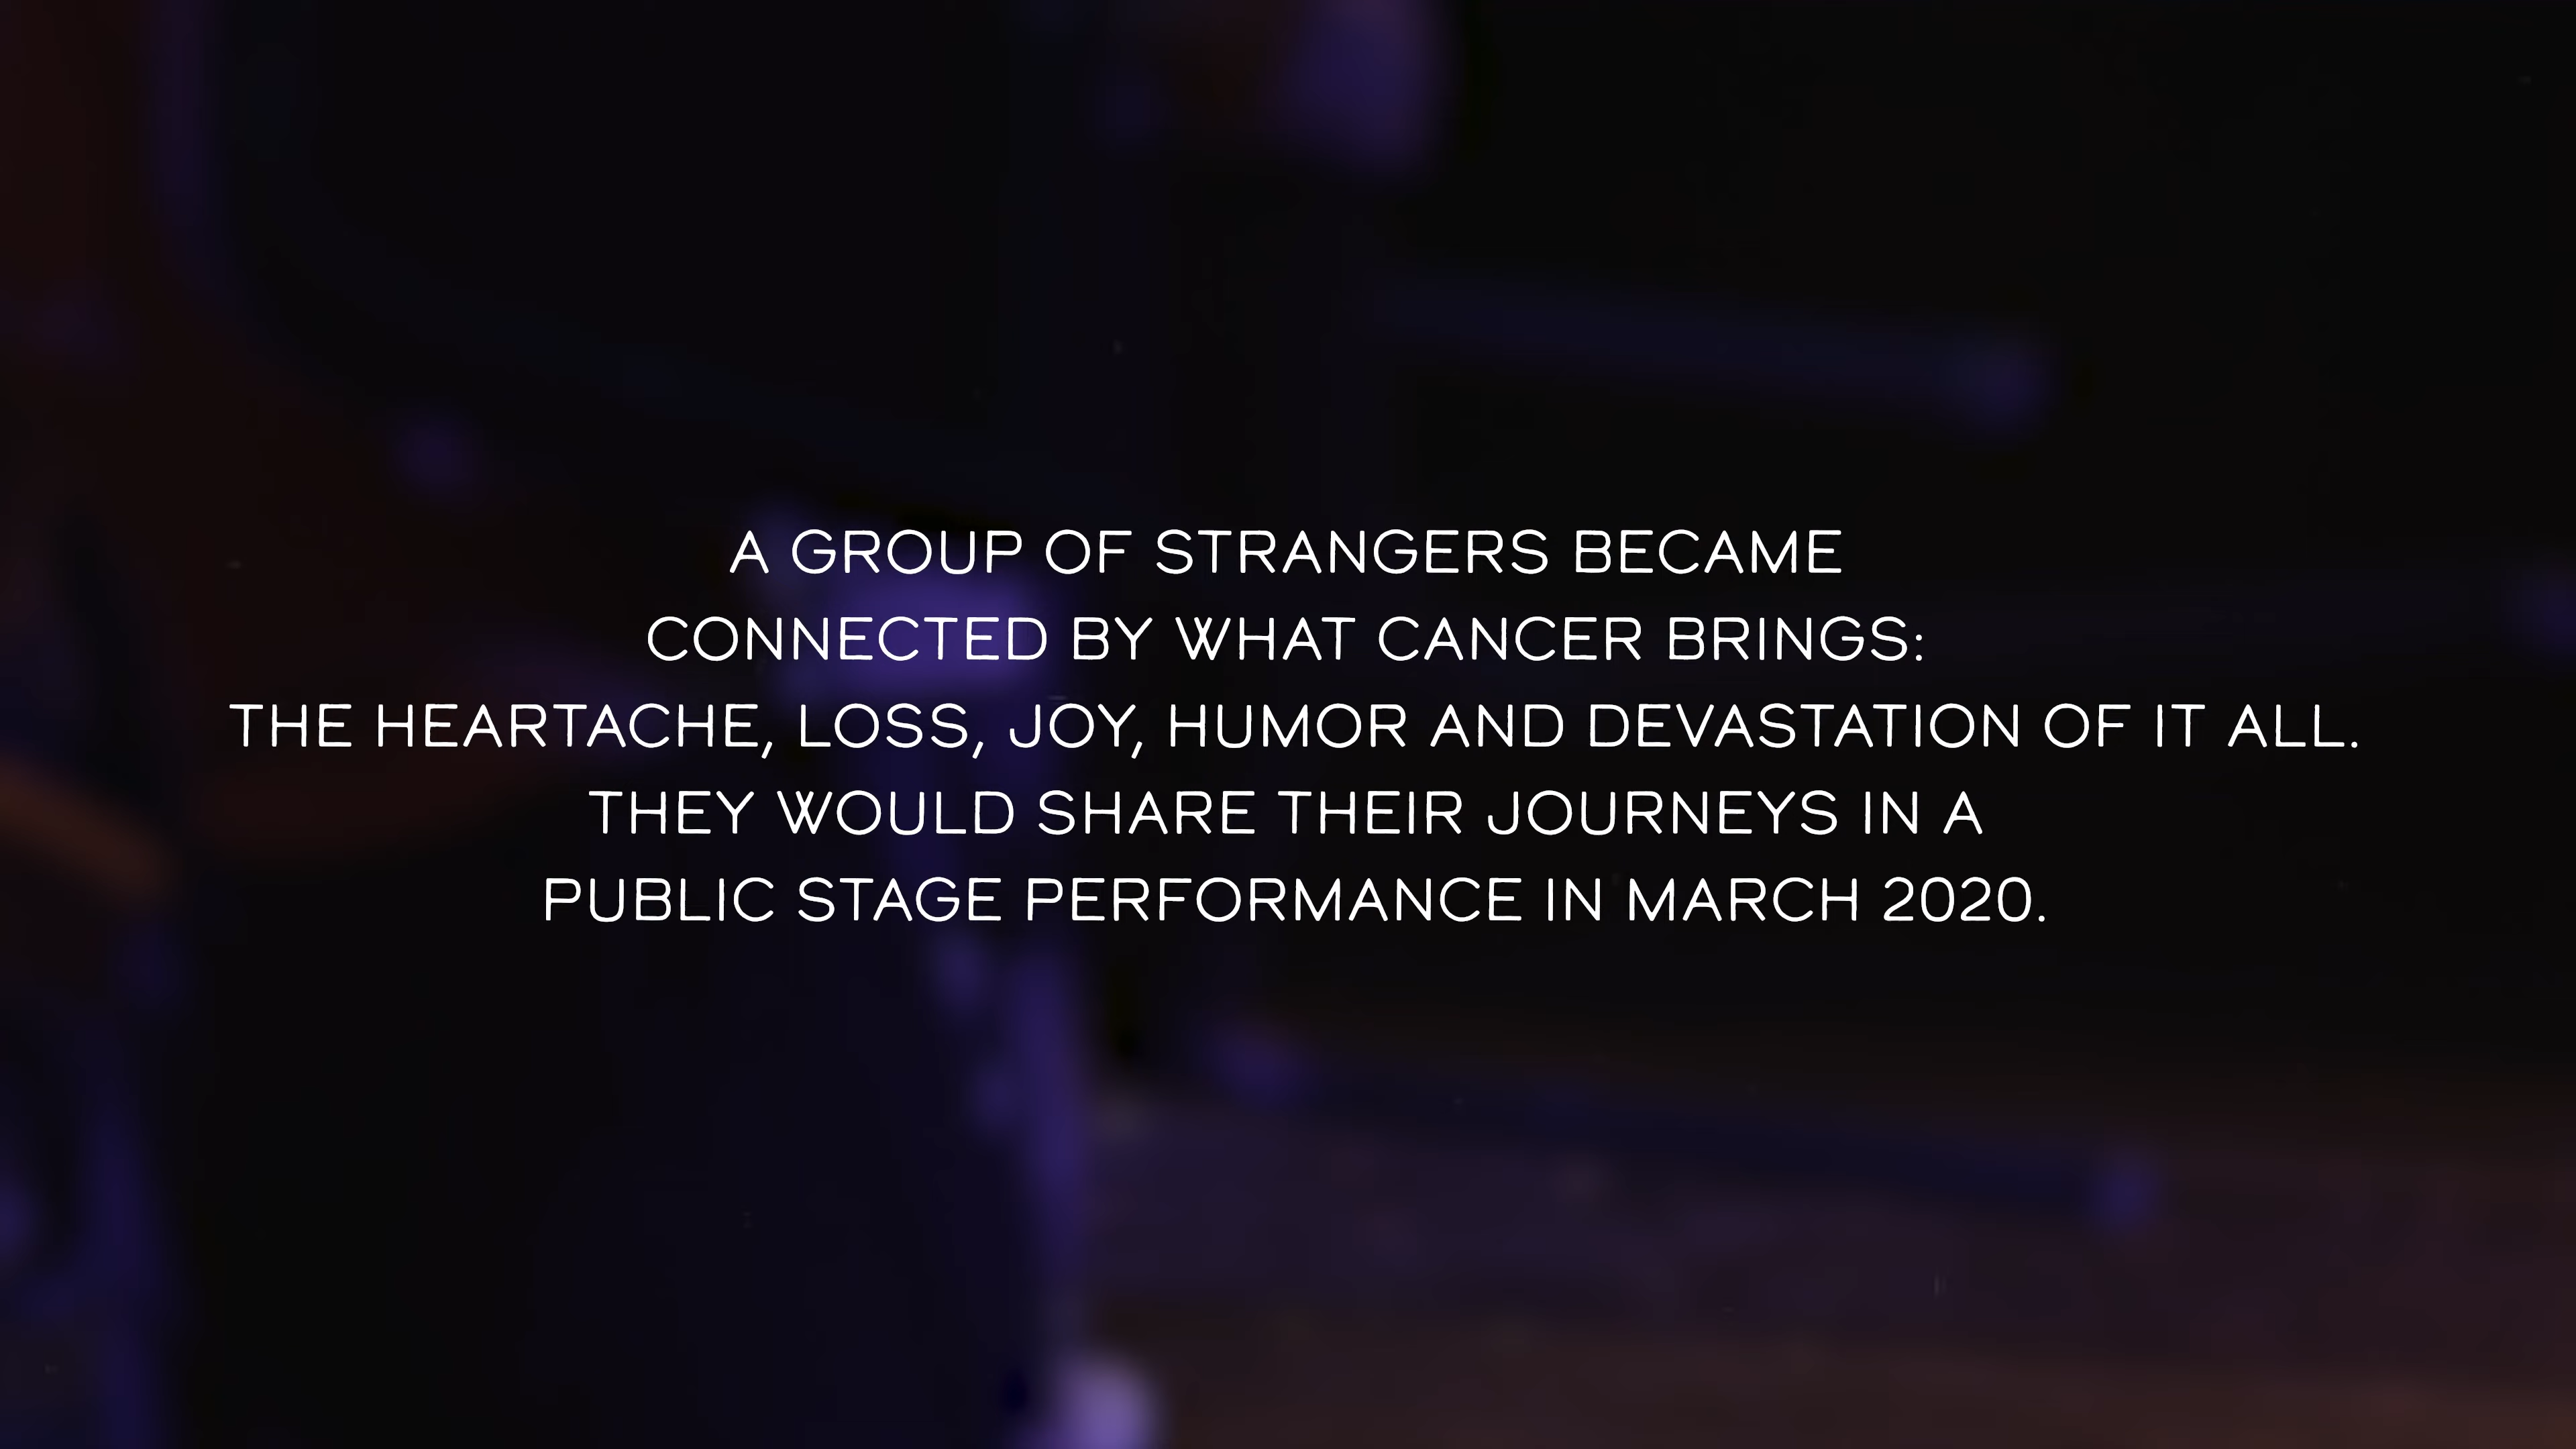 A GROUP OF STRANGERS BECAME
CONNECTED BY WHAT CANCER BRINGS:
THE HEARTACHE, LOSS, JOY, HUMOR AND DEVASTATION OF IT ALL.
THEY WOULD SHARE THEIR JOURNEYS IN A
PUBLIC STAGE PERFORMANCE IN MARCH 2020.